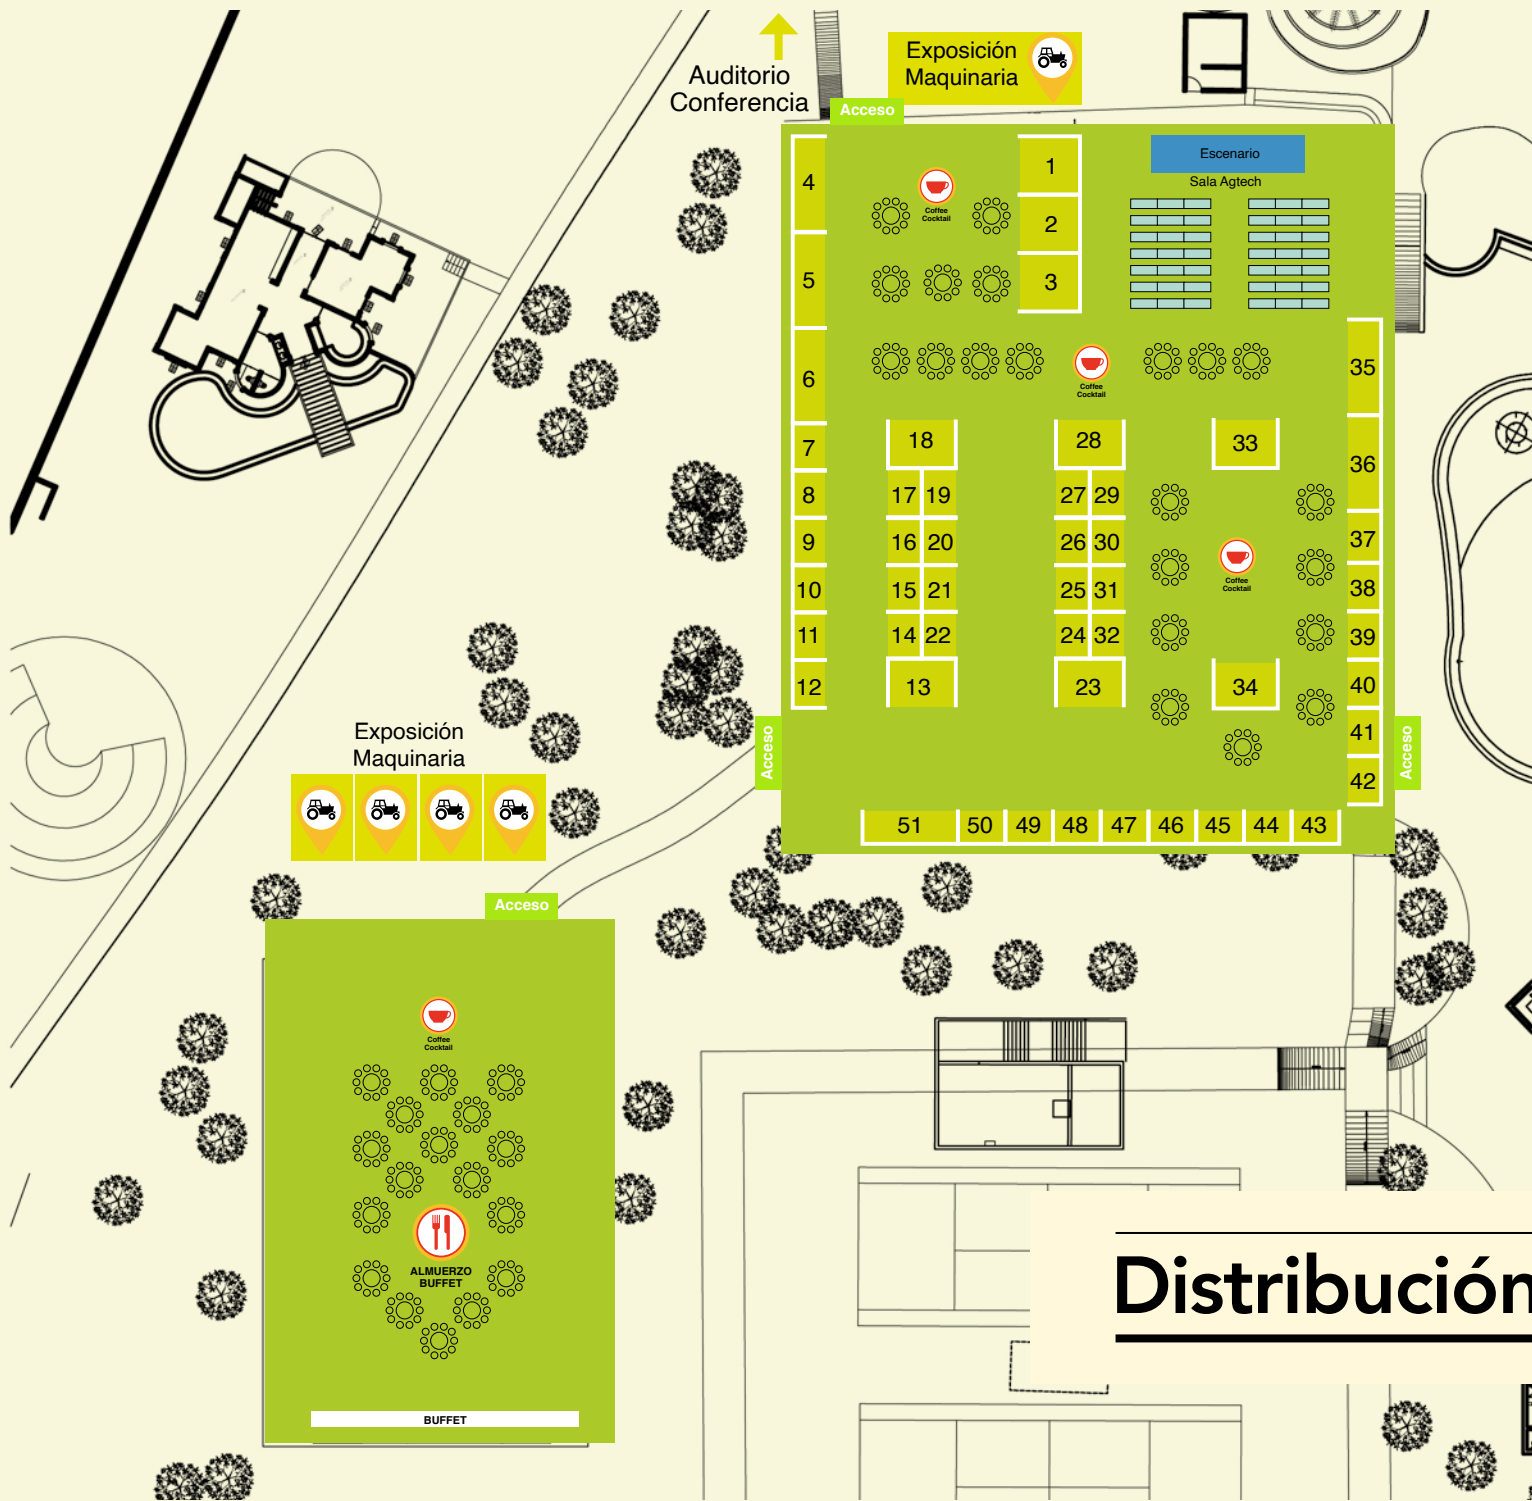 Auditorio
Conferencia
Exposición
Maquinaria
Acceso
Escenario
Sala Agtech
Coffee
Cocktail
1
2
3
4
5
6
7
8
9
10
11
12
Coffee
Cocktail
18
17 19
16 20
15 21
14 22
13
28
27 29
26 30
25 31
24 32
23
33
Coffee
Cocktail
34
35
36
37
38
39
40
41
42
Acceso
Acceso
51 50 49 48 47 46 45 44 43
Exposición
Maquinaria
Acceso
Coffee
Cocktail
ALMUERZO
BUFFET
BUFFET
Distribución